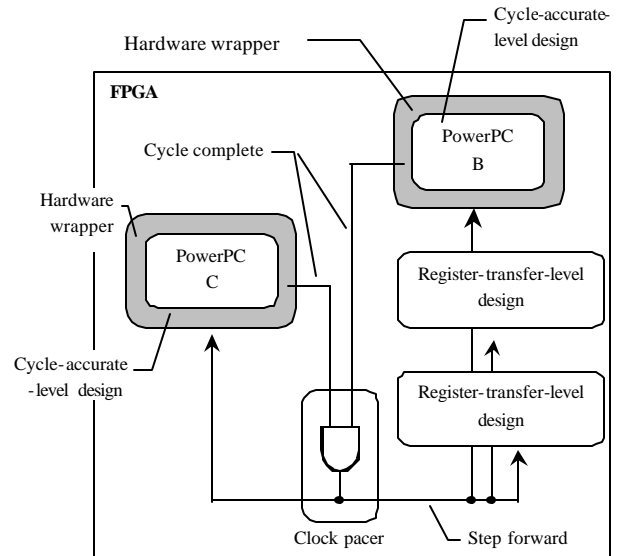 Cycle-accurate-
level design
Hardware wrapper
FPGA
PowerPC
B
Cycle complete
Hardware
wrapper
PowerPC
C
Register-transfer-level
design
Cycle-accurate
-level design
Register-transfer-level
design
Clock pacer
Step forward